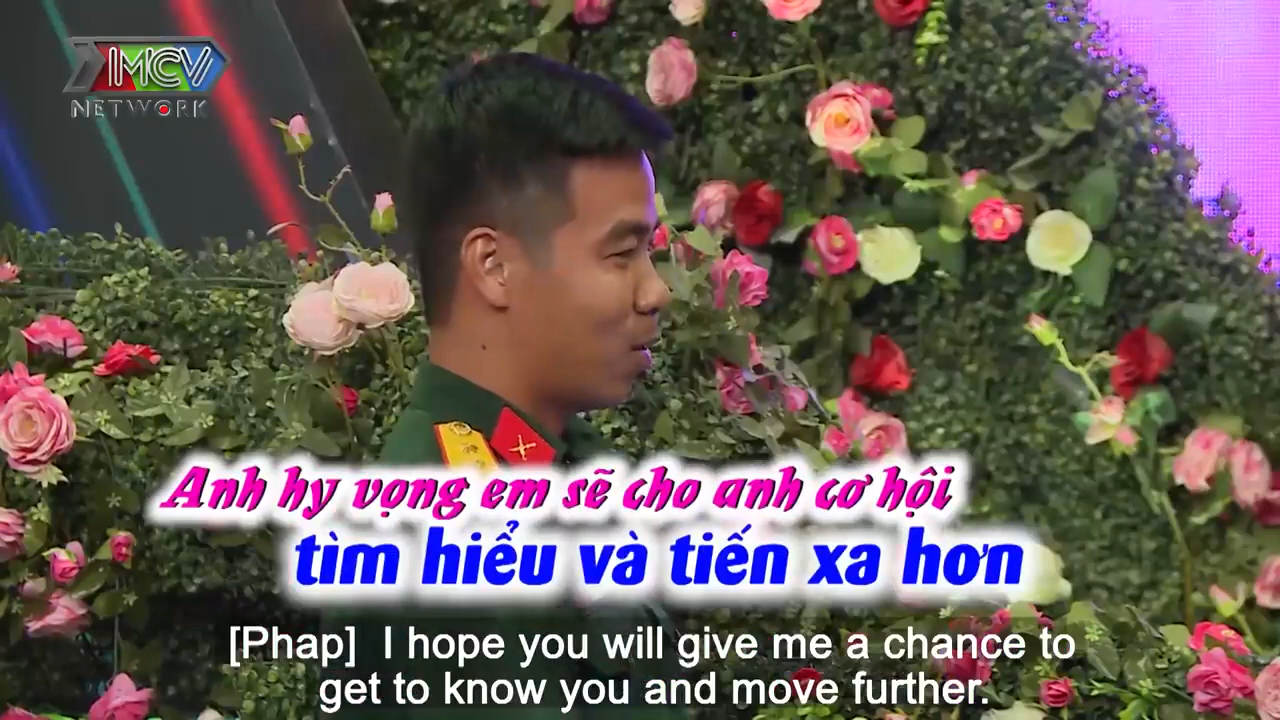 MCV
NETWORK
Anh hy vọng em sẽ cho anh cơ hội
tìm hiểu và tiến xa hơn
[Phap] I hope you will give me a chance to
get to know you and move further.